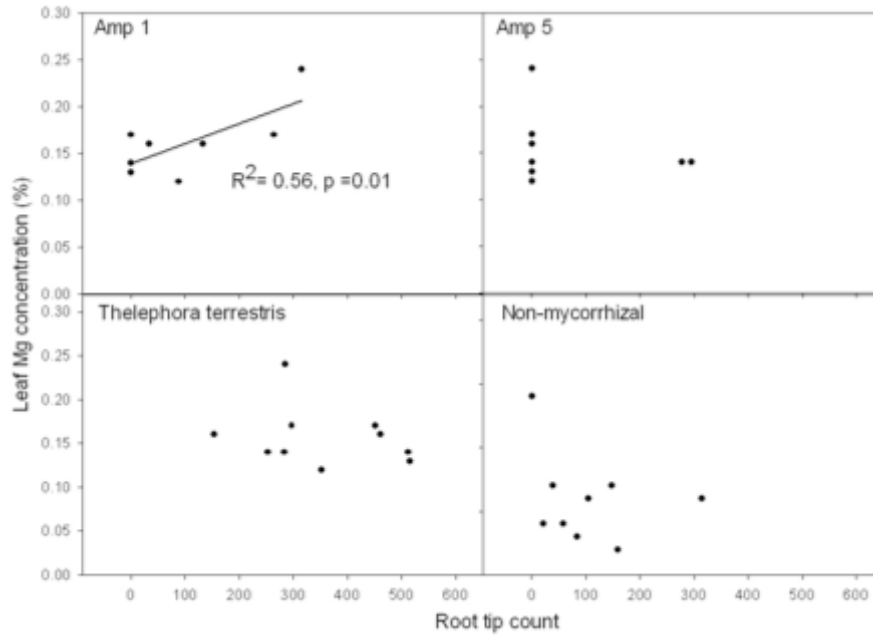 0.30
Amp 1
Amp 5
0.25
0.20
0.15
R2= 0.56, p =0.01
0.10
0.05
0.00
Leaf Mg concentration (%)
0.30
Thelephora terrestris
Non-mycorrhizal
0.25
0.20
0.15
0.10
0.05
0.00
0 100 200 300 400 500 600 0 100 200 300 400 500 600
Root tip count